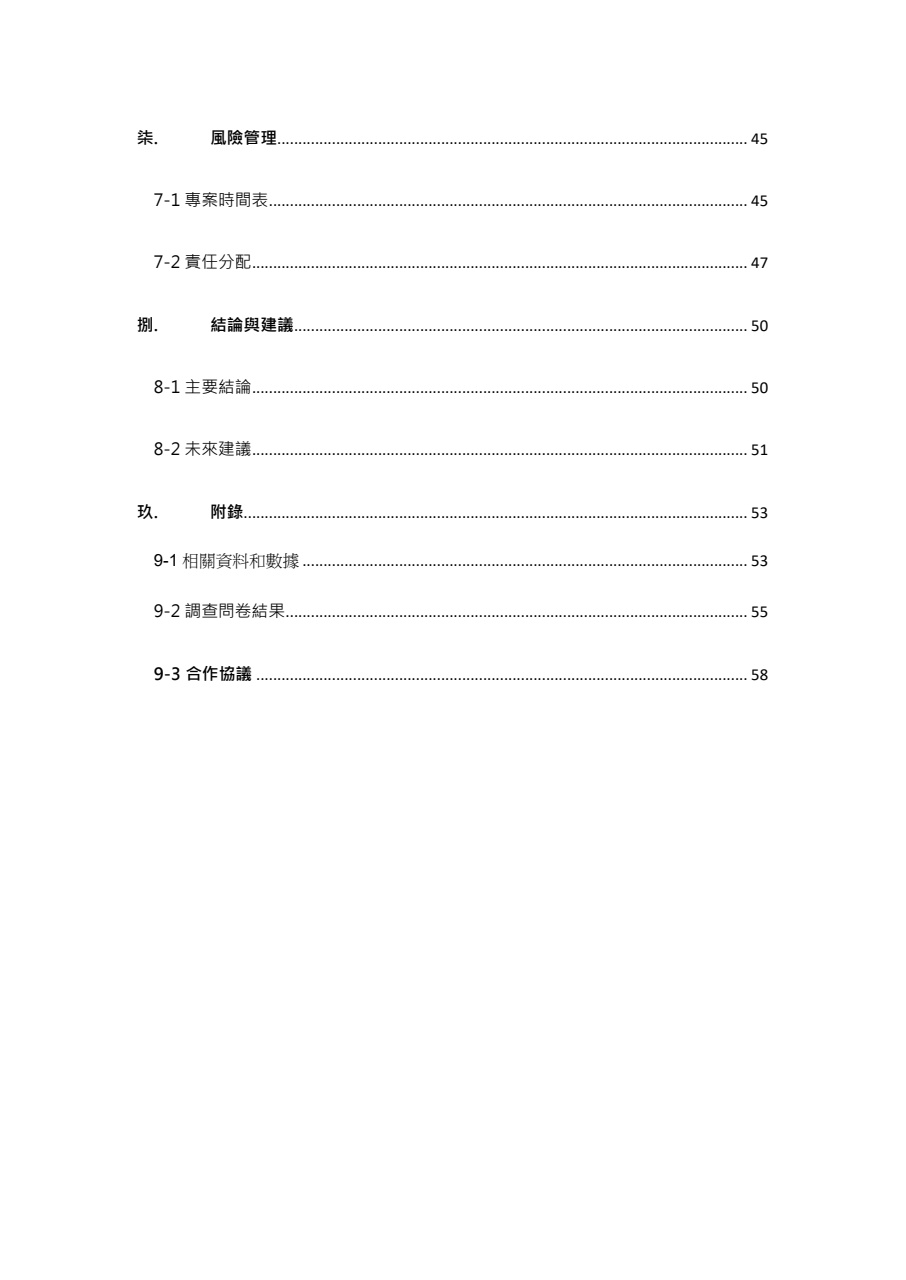 柒. 風險管理........................................ 45
7-1 專案時間表........................................ 45
7-2 責任分配........................................ 47
捌. 結論與建議........................................ 50
8-1 主要結論........................................ 50
8-2 未來建議........................................ 51
玖. 附錄........................................ 53
9-1 相關資料和數據 ........................................ 53
9-2 調查問卷結果........................................ 55
9-3 合作協議 ........................................ 58